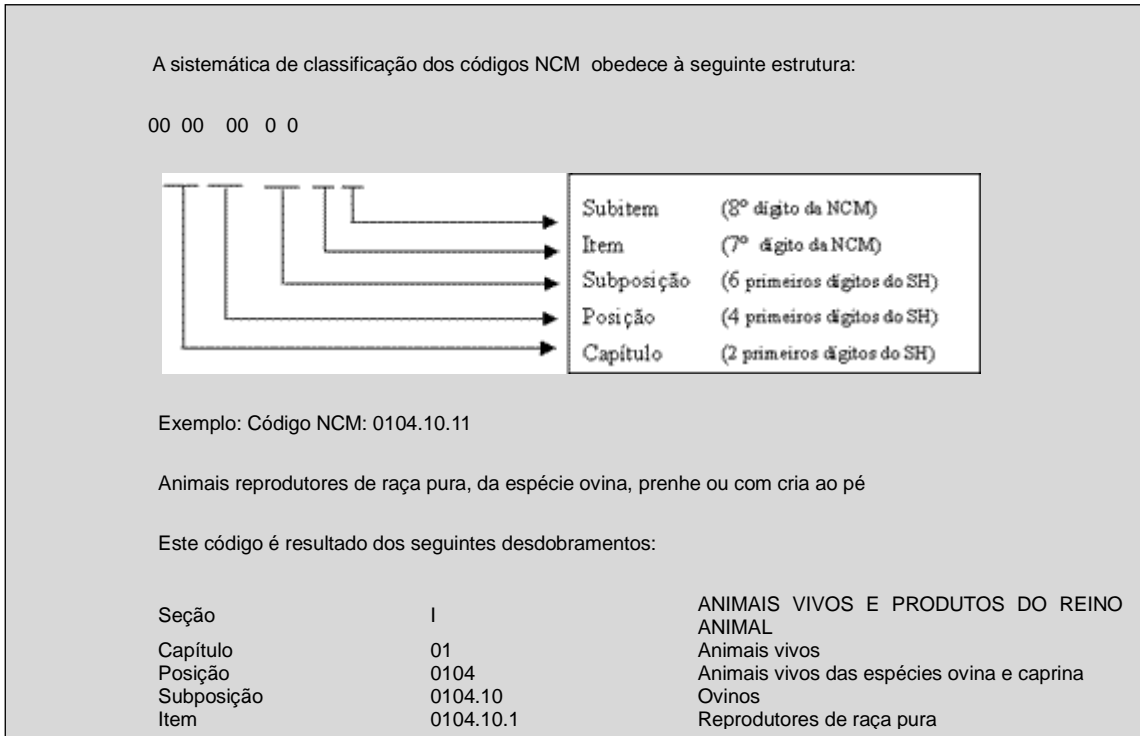 A sistemática de classificação dos códigos NCM obedece à seguinte estrutura:
00 00 00 0 0
Subitem (8º dígito da NCM)
Item (7º dígito da NCM)
Subposição (6 primeiros dígitos do SH)
Posição (4 primeiros dígitos do SH)
Capítulo (2 primeiros dígitos do SH)
Exemplo: Código NCM: 0104.10.11
Animais reprodutores de raça pura, da espécie ovina, prenhe ou com cria ao pé
Este código é resultado dos seguintes desdobramentos:
Seção I ANIMAIS VIVOS E PRODUTOS DO REINO
ANIMAL
Capítulo 01 Animais vivos
Posição 0104 Animais vivos das espécies ovina e caprina
Subposição 0104.10 Ovinos
Item 0104.10.1 Reprodutores de raça pura